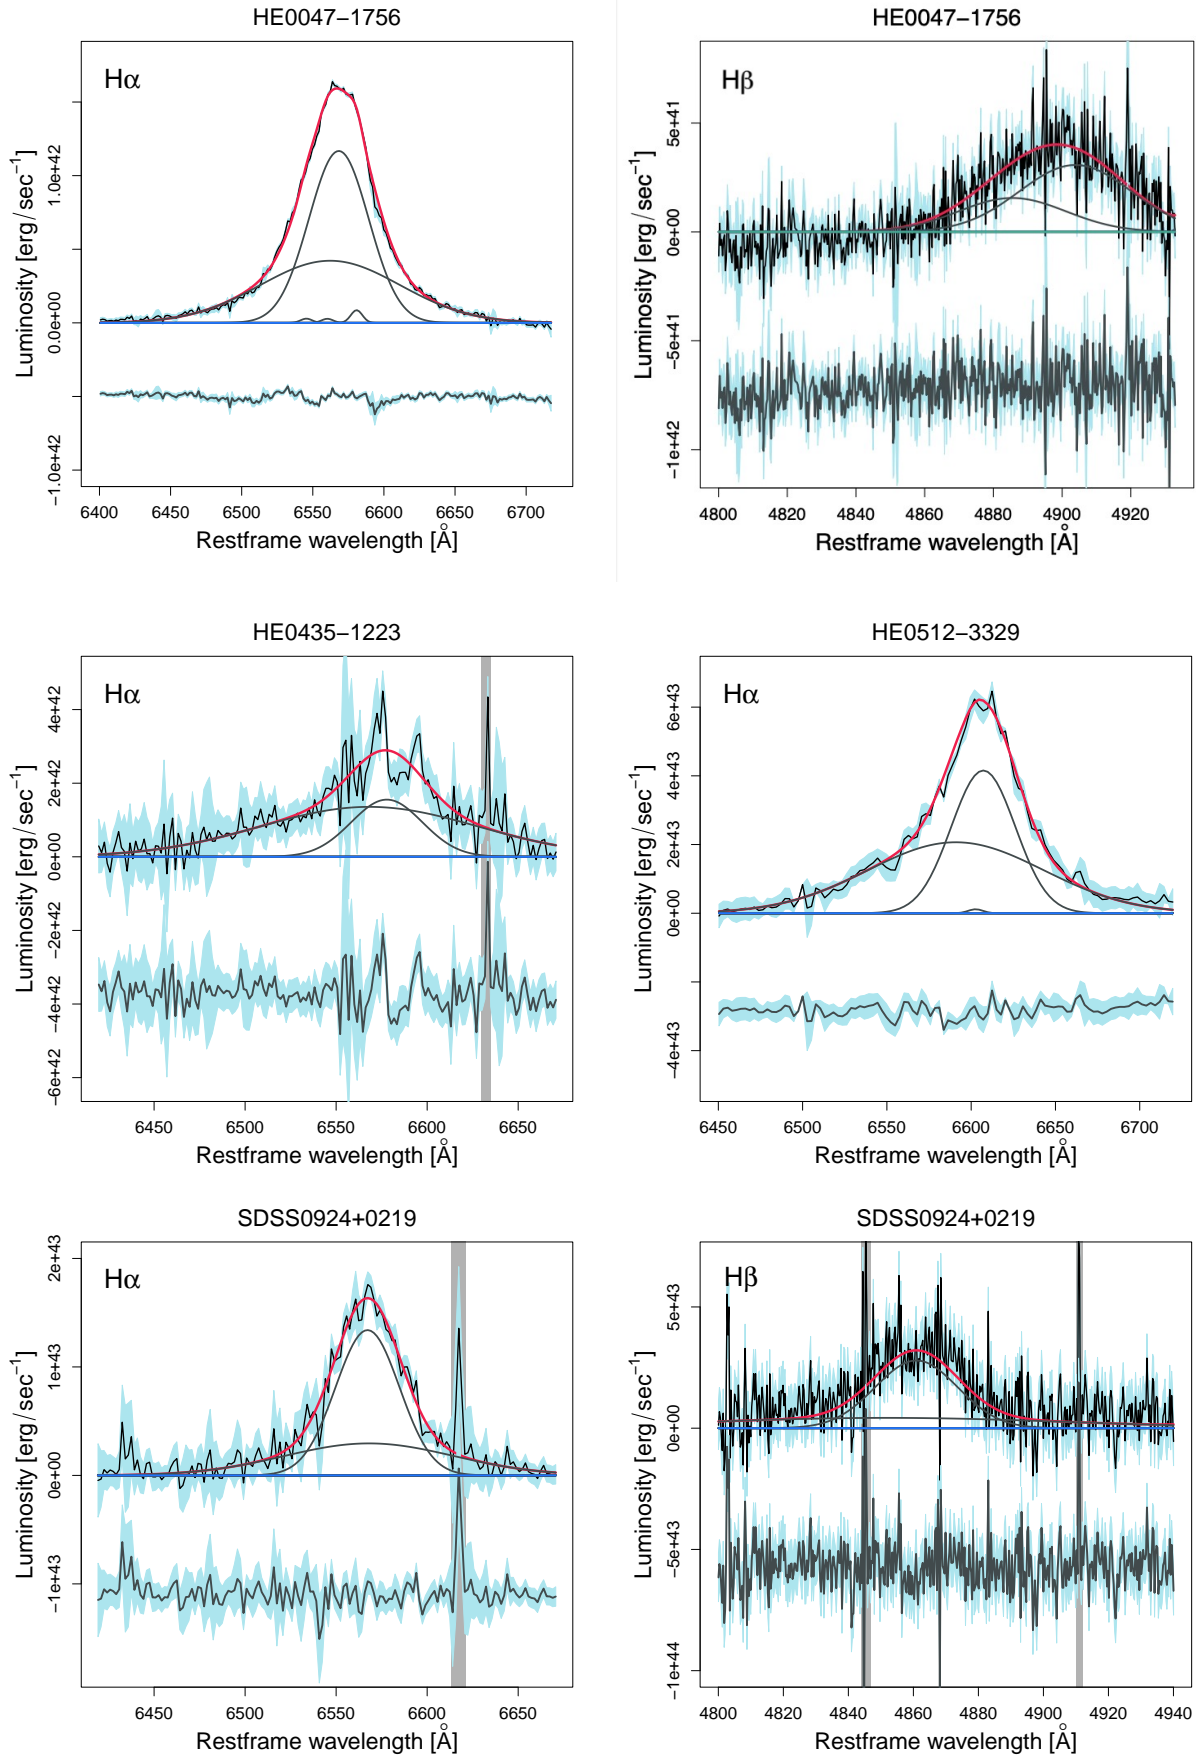 HE0047−1756
Hα
Luminosity [erg/sec⁻¹]
−1.0e+42 0.0e+00 1.0e+42
6400 6450 6500 6550 6600 6650 6700
Restframe wavelength [Å]
HE0047−1756
Hβ
Luminosity [erg/sec⁻¹]
−1e+42 −5e+41 0e+00 5e+41
4800 4820 4840 4860 4880 4900 4920
Restframe wavelength [Å]
HE0435−1223
Hα
Luminosity [erg/sec⁻¹]
−6e+42 −4e+42 −2e+42 0e+00 2e+42 4e+42
6450 6500 6550 6600 6650
Restframe wavelength [Å]
HE0512−3329
Hα
Luminosity [erg/sec⁻¹]
−4e+43 0e+00 2e+43 4e+43 6e+43
6450 6500 6550 6600 6650 6700
Restframe wavelength [Å]
SDSS0924+0219
Hα
Luminosity [erg/sec⁻¹]
−1e+43 0e+00 1e+43 2e+43
6450 6500 6550 6600 6650
Restframe wavelength [Å]
SDSS0924+0219
Hβ
Luminosity [erg/sec⁻¹]
−1e+44 −5e+43 0e+00 5e+43
4800 4820 4840 4860 4880 4900 4920 4940
Restframe wavelength [Å]